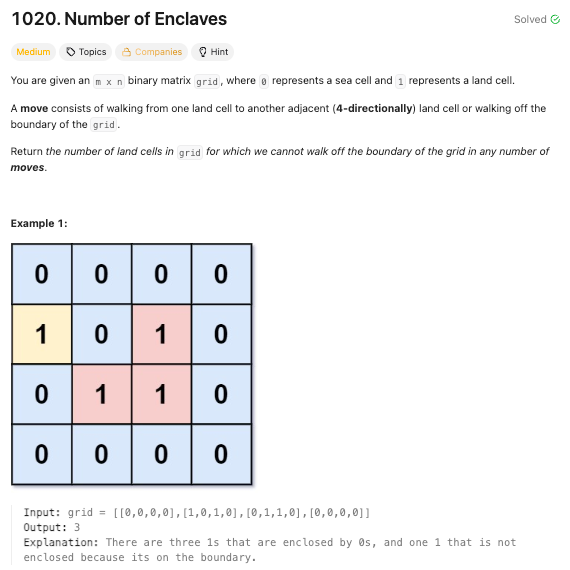 1020. Number of Enclaves
Solved
Medium Topics Companies Hint
You are given an m x n binary matrix grid, where 0 represents a sea cell and 1 represents a land cell.
A move consists of walking from one land cell to another adjacent (4-directionally) land cell or walking off the
boundary of the grid.
Return the number of land cells in grid for which we cannot walk off the boundary of the grid in any number of
moves.
Example 1:
0 0 0 0
1 0 1 0
0 1 1 0
0 0 0 0
Input: grid = [[0,0,0,0],[1,0,1,0],[0,1,1,0],[0,0,0,0]]
Output: 3
Explanation: There are three 1s that are enclosed by 0s, and one 1 that is not
enclosed because its on the boundary.